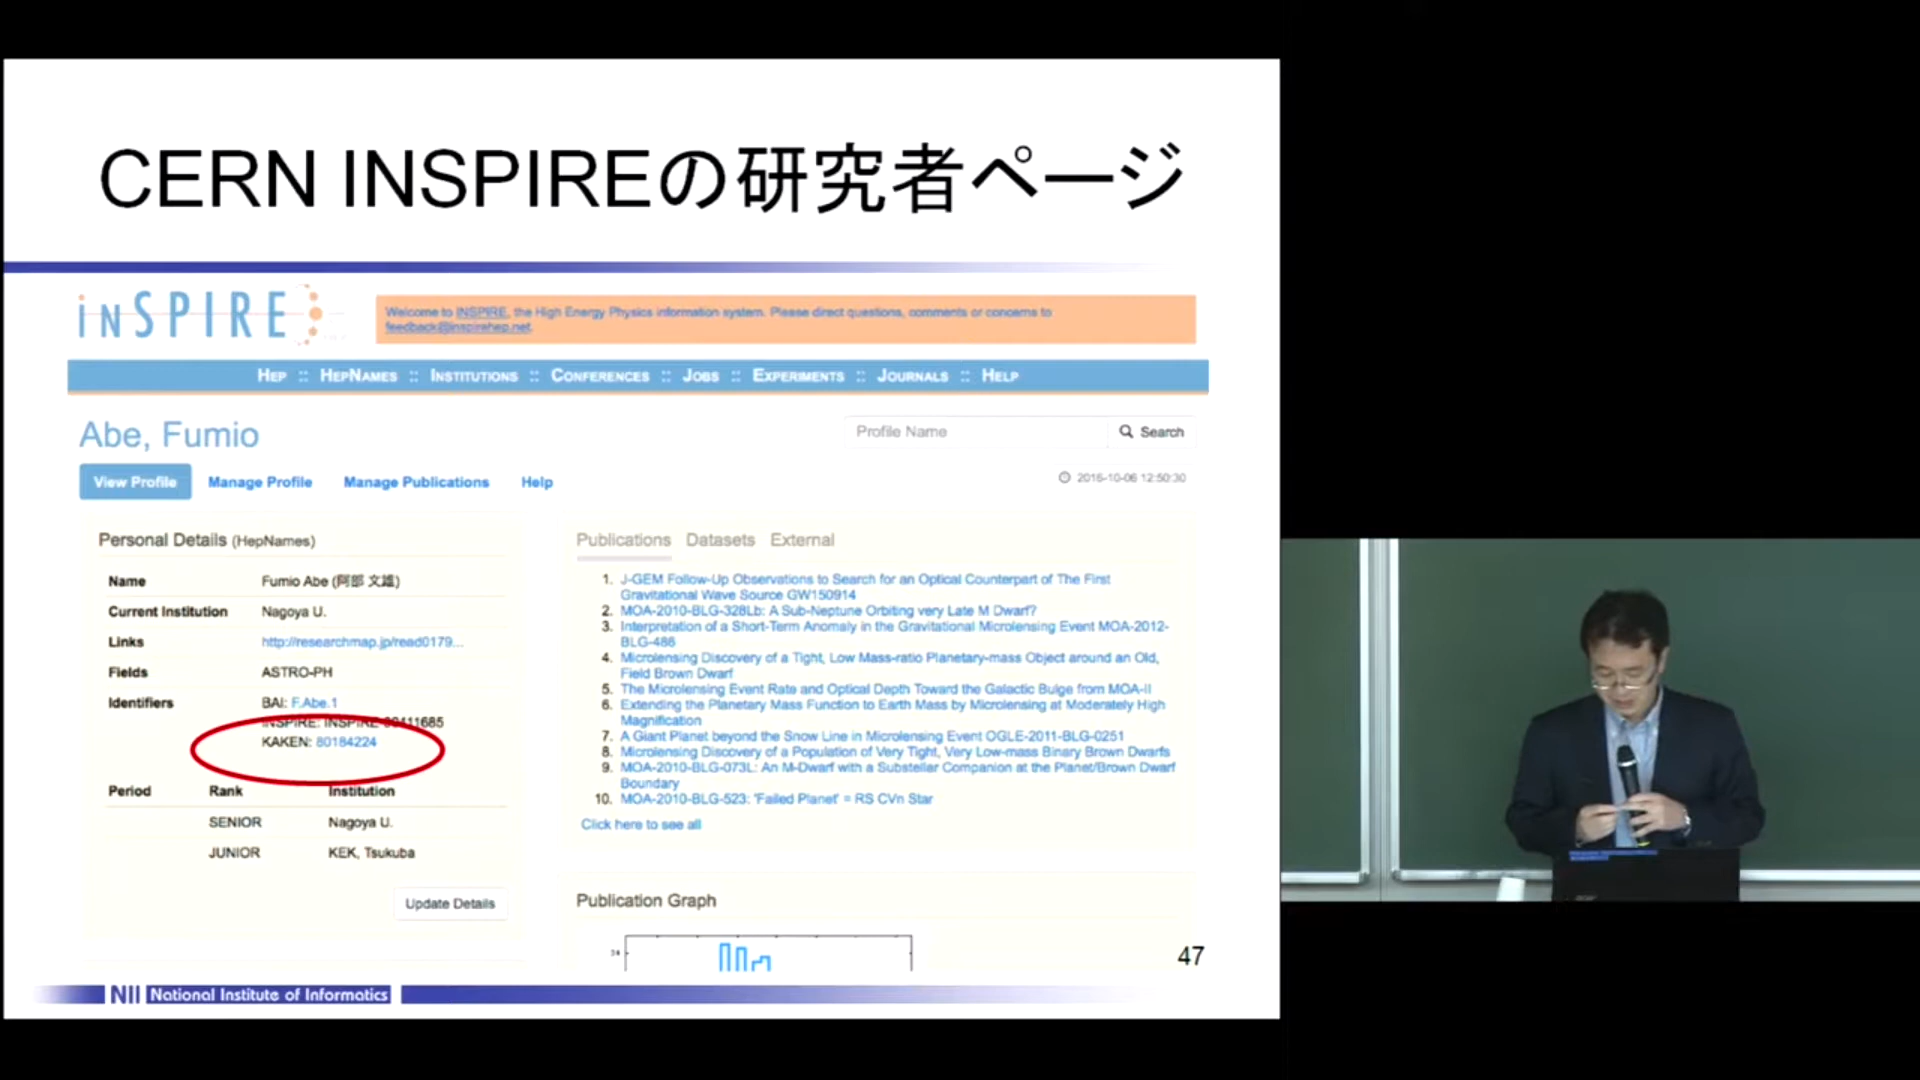 CERN INSPIREの研究者ページ
inSPIRE
Welcome to INSPIRE, the High Energy Physics information system. Please direct questions, comments or concerns to
feedback@inspirehep.net.
HEP :: HEPNAMES :: INSTITUTIONS :: CONFERENCES :: JOBS :: EXPERIMENTS :: JOURNALS :: HELP
Abe, Fumio
Profile Name
Search
View Profile Manage Profile Manage Publications Help
2016-10-06 12:50:30
Personal Details (HepNames)
Name Fumio Abe (阿部 文雄)
Current Institution Nagoya U.
Links http://researchmap.jp/read0179...
Fields ASTRO-PH
Identifiers BAI: F.Abe.1
INSPIRE: INSPIRE-00411685
KAKEN: 80184224
Period Rank Institution
SENIOR Nagoya U.
JUNIOR KEK, Tsukuba
Update Details
Publications Datasets External
1. J-GEM Follow-Up Observations to Search for an Optical Counterpart of The First
Gravitational Wave Source GW150914
2. MOA-2010-BLG-328Lb: A Sub-Neptune Orbiting very Late M Dwarf?
3. Interpretation of a Short-Term Anomaly in the Gravitational Microlensing Event MOA-2012-
BLG-486
4. Microlensing Discovery of a Tight, Low Mass-ratio Planetary-mass Object around an Old,
Field Brown Dwarf
5. The Microlensing Event Rate and Optical Depth Toward the Galactic Bulge from MOA-II
6. Extending the Planetary Mass Function to Earth Mass by Microlensing at Moderately High
Magnification
7. A Giant Planet beyond the Snow Line in Microlensing Event OGLE-2011-BLG-0251
8. Microlensing Discovery of a Population of Very Tight, Very Low-mass Binary Brown Dwarfs
9. MOA-2010-BLG-073L: An M-Dwarf with a Substellar Companion at the Planet/Brown Dwarf
Boundary
10. MOA-2010-BLG-523: 'Failed Planet' = RS CVn Star
Click here to see all
Publication Graph
47
NII National Institute of Informatics